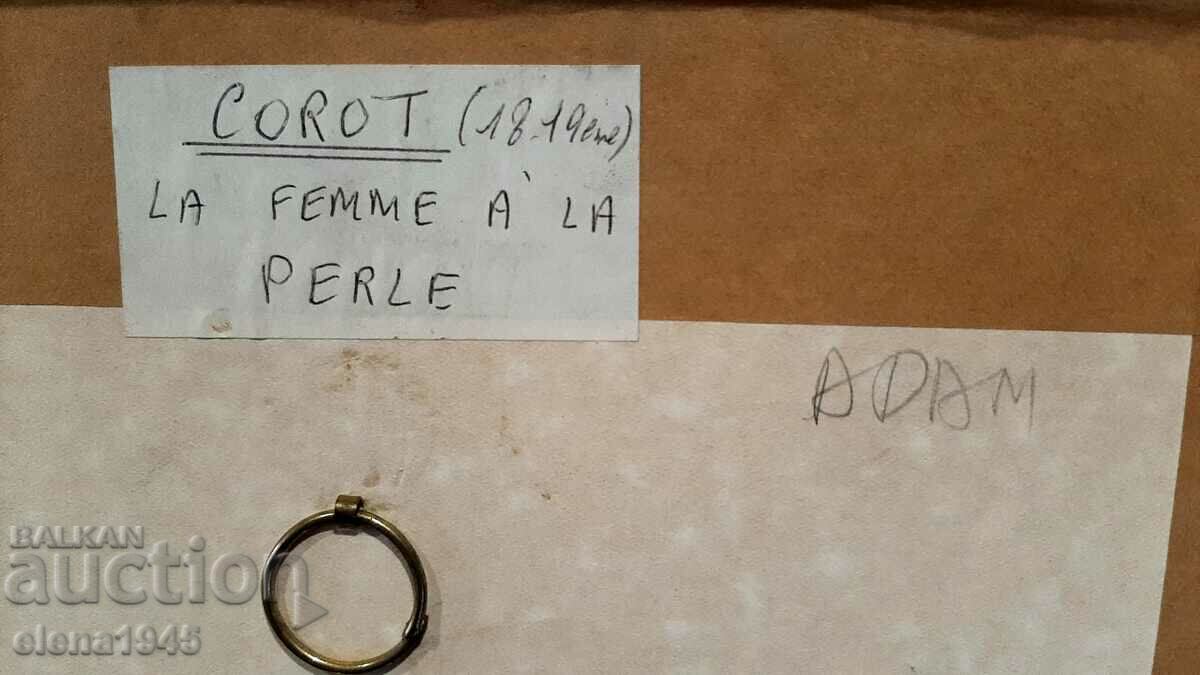 COROT (18-19ème)
LA FEMME À LA
PERLE
ADAM
BALKAN
auction
elena1945